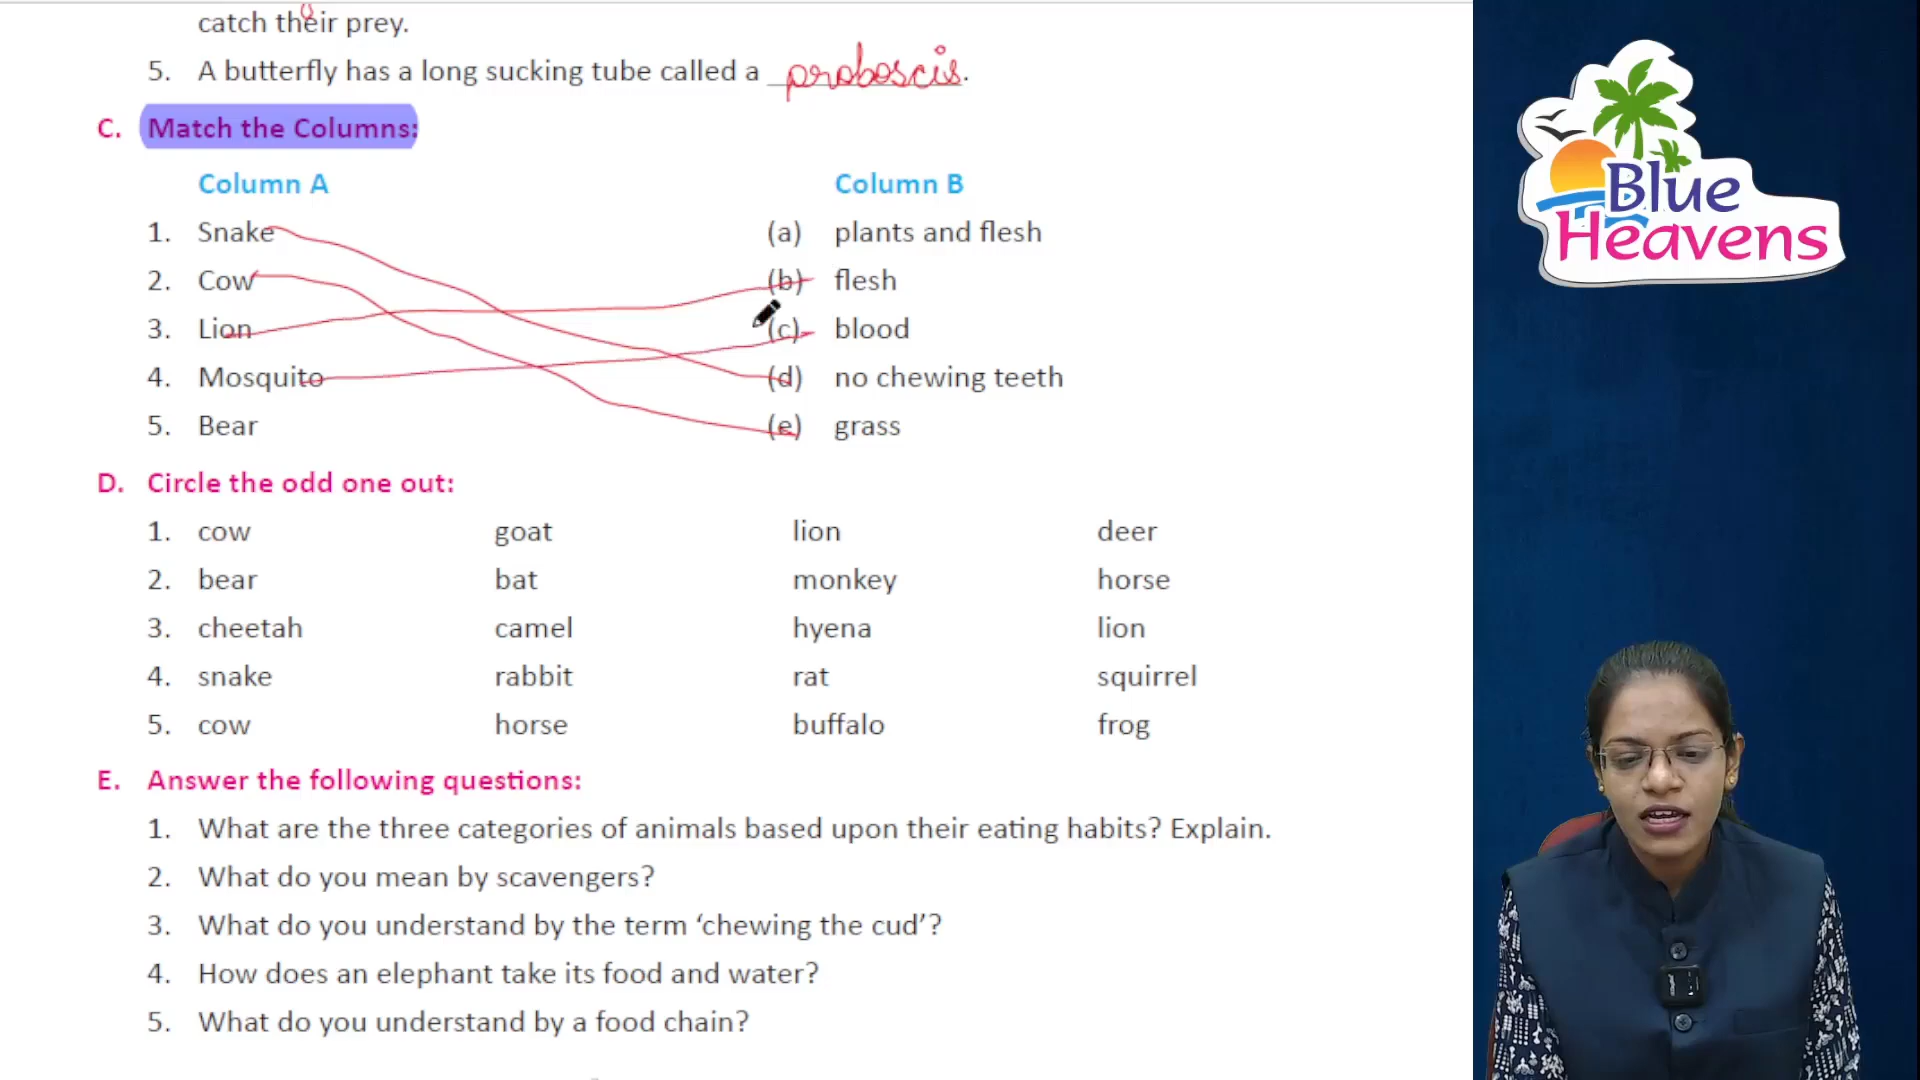 catch their prey.
5. A butterfly has a long sucking tube called a proboscis.
C. Match the Columns:
Column A Column B
1. Snake (a) plants and flesh
2. Cow (b) flesh
3. Lion (c) blood
4. Mosquito (d) no chewing teeth
5. Bear (e) grass
D. Circle the odd one out:
1. cow goat lion deer
2. bear bat monkey horse
3. cheetah camel hyena lion
4. snake rabbit rat squirrel
5. cow horse buffalo frog
E. Answer the following questions:
1. What are the three categories of animals based upon their eating habits? Explain.
2. What do you mean by scavengers?
3. What do you understand by the term ‘chewing the cud’?
4. How does an elephant take its food and water?
5. What do you understand by a food chain?
Blue
Heavens